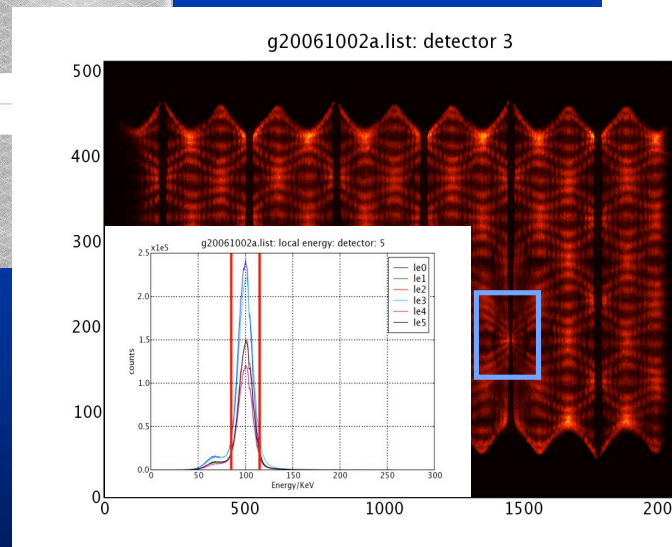 g20061002a.list: detector 3
500
400
300
200
100
0
0 500 1000 1500 200
g20061002a.list: local energy: detector: 5
x1e5
2.5
2.0
1.5
1.0
0.5
0.0
counts
le0
le1
le2
le3
le4
le5
0 50 100 150 200 250 300
Energy/KeV